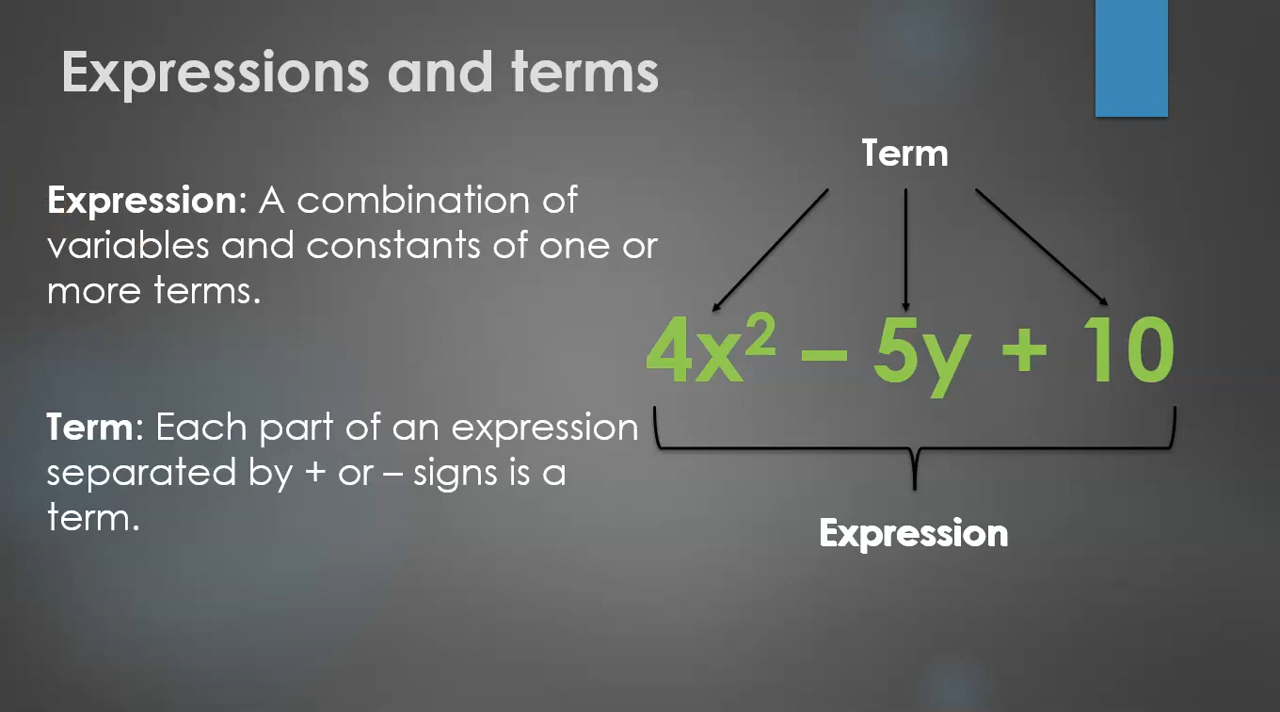 Expressions and terms
Expression: A combination of
variables and constants of one or
more terms.
Term: Each part of an expression
separated by + or – signs is a
term.
Term
4x² – 5y + 10
Expression